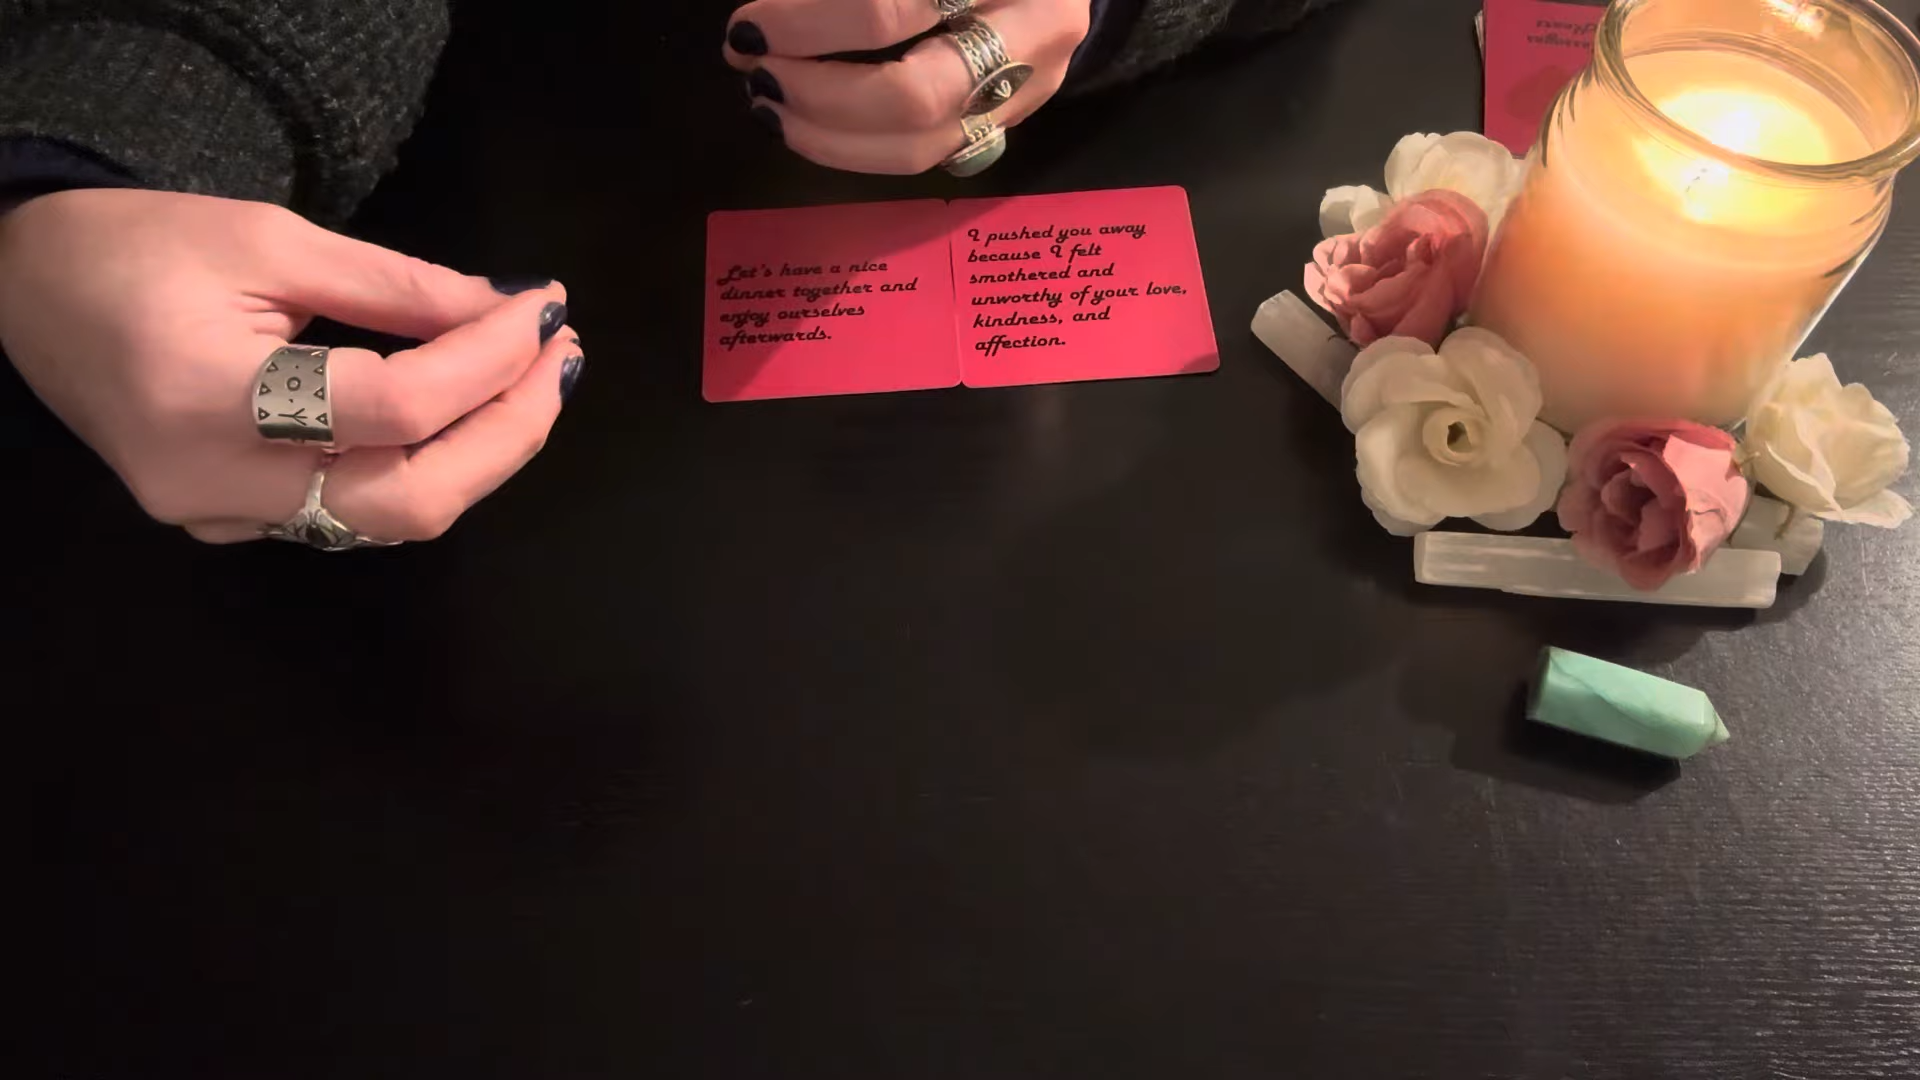 Let's have a nice
dinner together and
enjoy ourselves
afterwards.
I pushed you away
because I felt
smothered and
unworthy of your love,
kindness, and
affection.